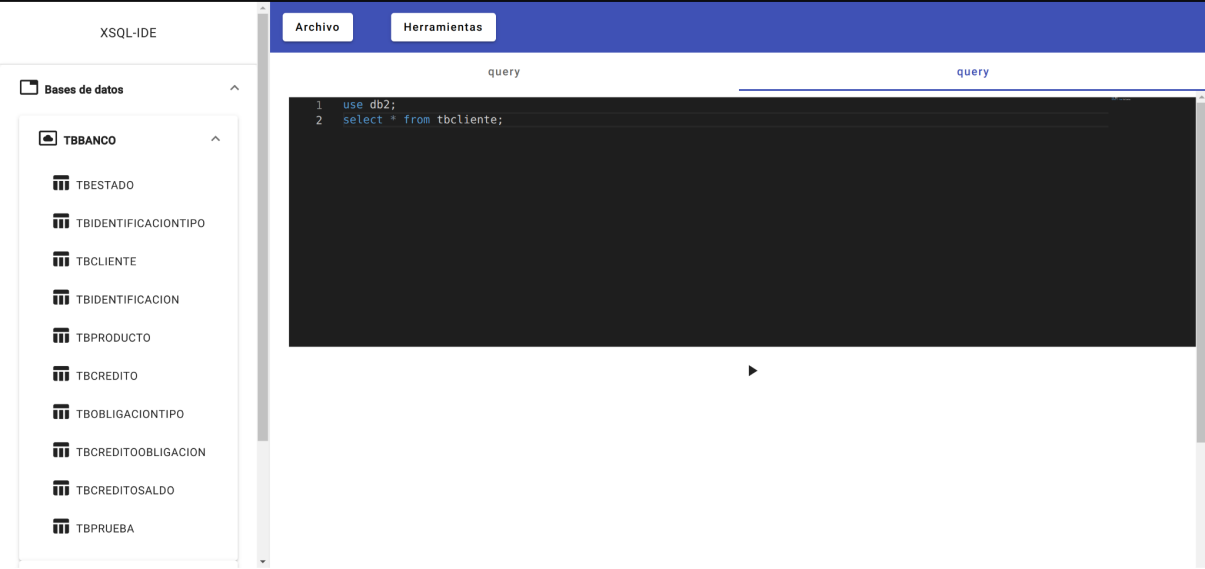 XSQL-IDE
Bases de datos
TBBANCO
TBESTADO
TBIDENTIFICACIONTIPO
TBCLIENTE
TBIDENTIFICACION
TBPRODUCTO
TBCREDITO
TBOBLIGACIONTIPO
TBCREDITOOBLIGACION
TBCREDITOSALDO
TBPRUEBA
Archivo Herramientas
query query
1 use db2;
2 select * from tbcliente;